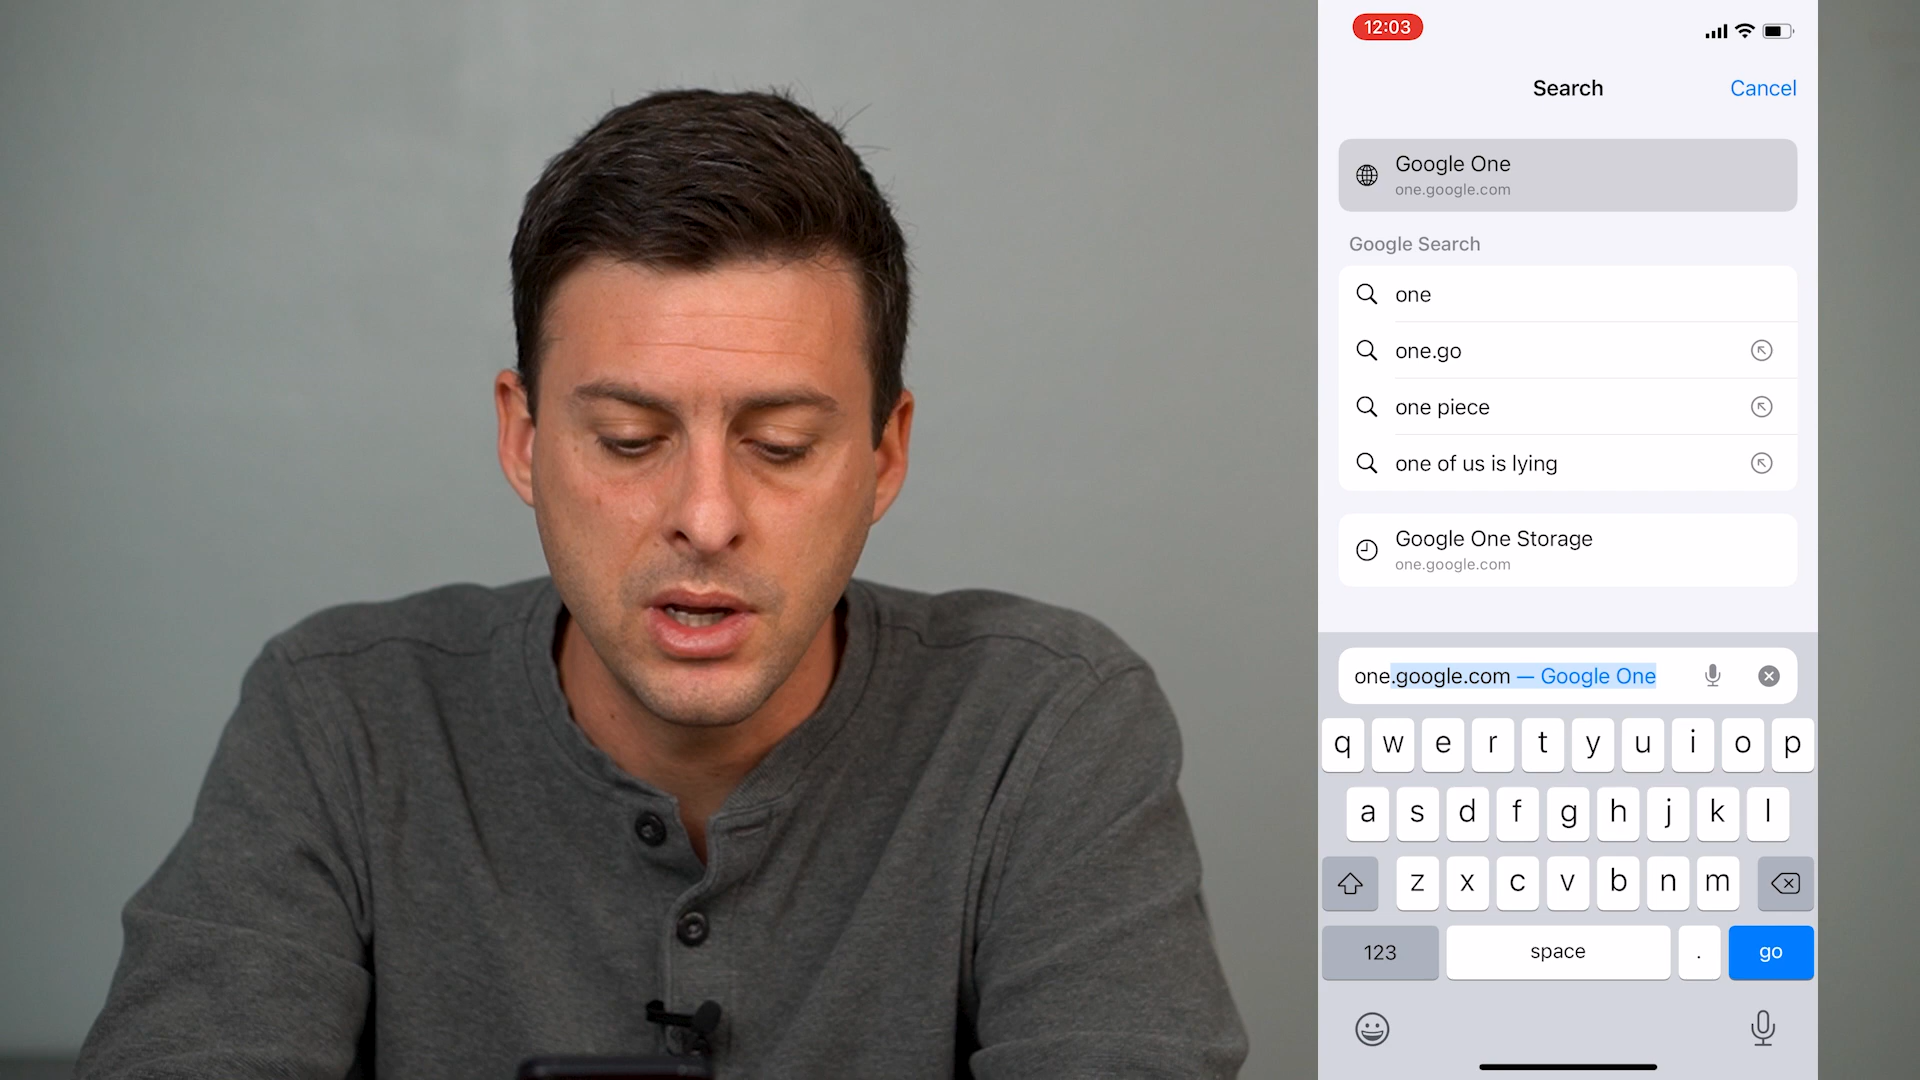 12:03
Search
Cancel
Google One
one.google.com
Google Search
one
one.go
one piece
one of us is lying
Google One Storage
one.google.com
one.google.com — Google One
q w e r t y u i o p
a s d f g h j k l
z x c v b n m
123 space . go